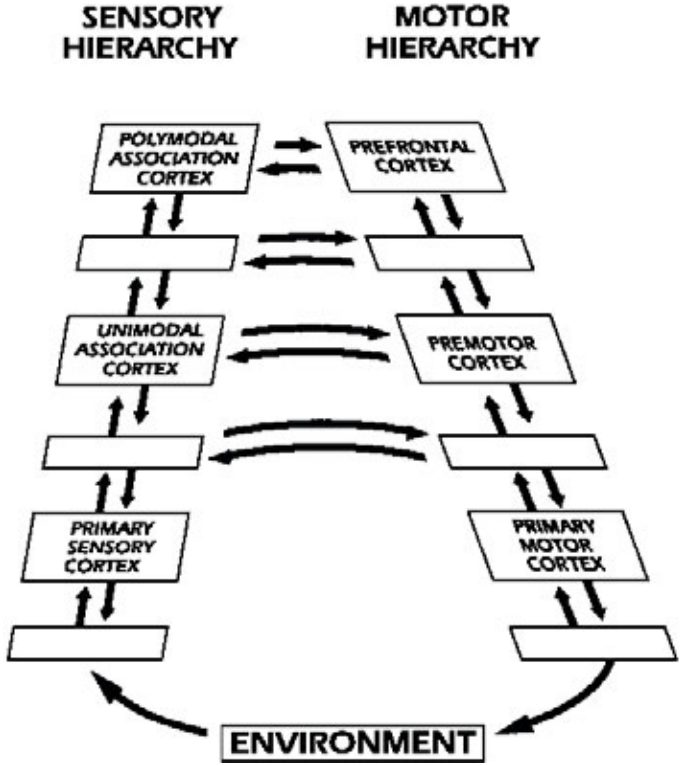 SENSORY
HIERARCHY
MOTOR
HIERARCHY
POLYMODAL
ASSOCIATION
CORTEX
PREFRONTAL
CORTEX
UNIMODAL
ASSOCIATION
CORTEX
PREMOTOR
CORTEX
PRIMARY
SENSORY
CORTEX
PRIMARY
MOTOR
CORTEX
ENVIRONMENT